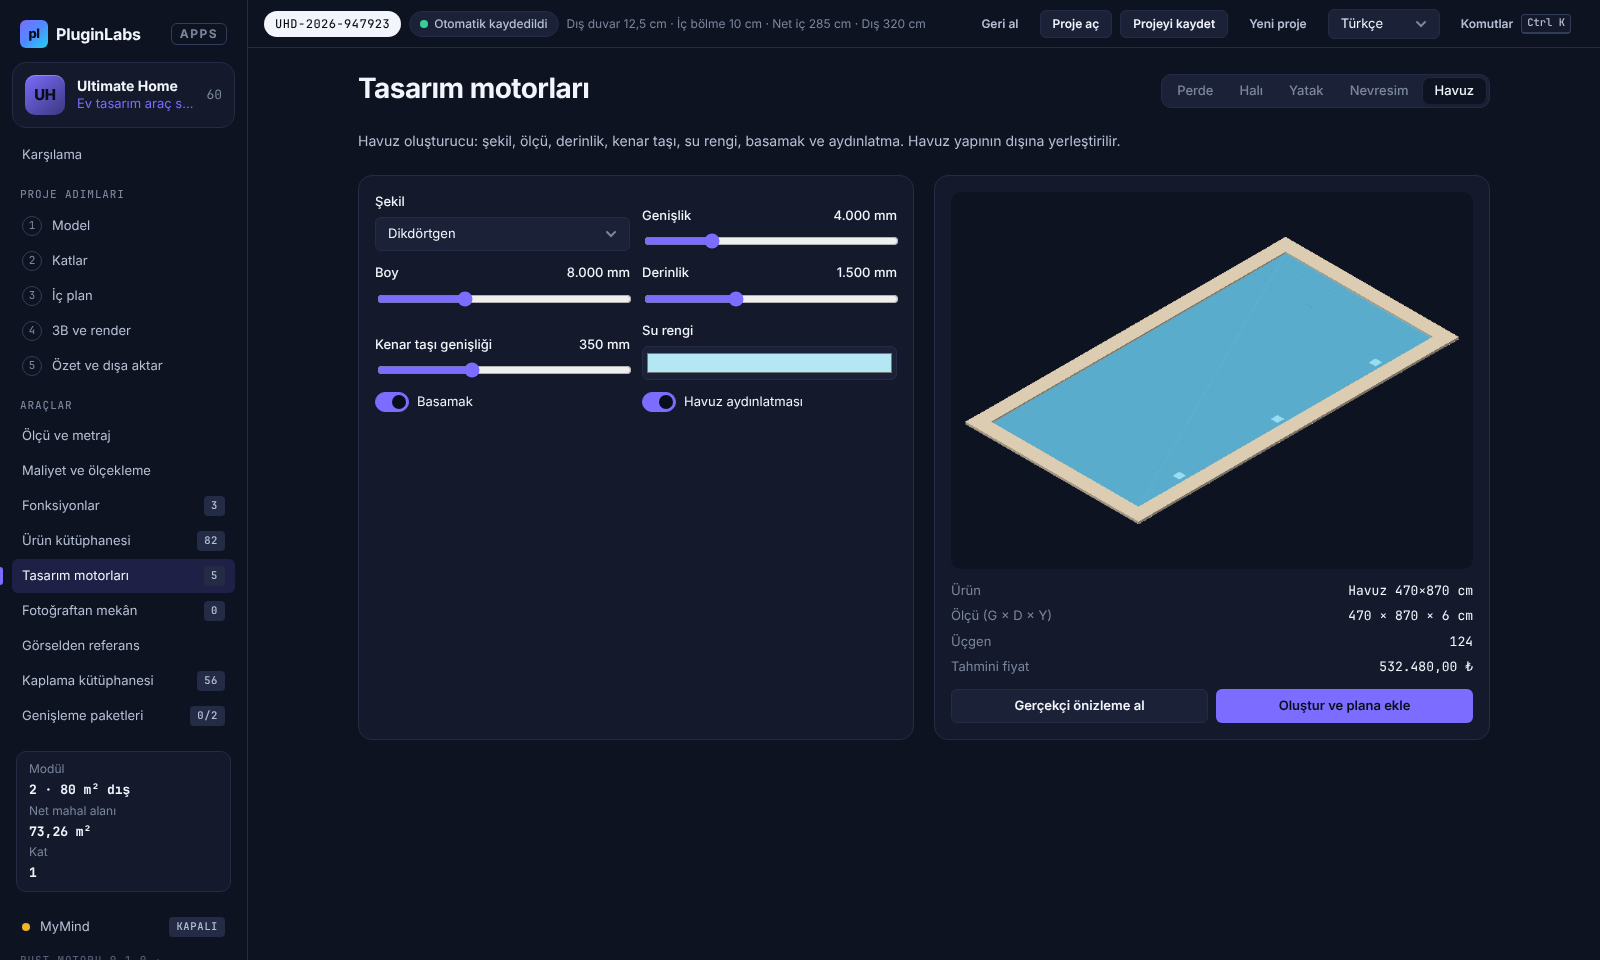 pl PluginLabs APPS
UH Ultimate Home 60
Ev tasarım araç s...
Karşılama
PROJE ADIMLARI
1 Model
2 Katlar
3 İç plan
4 3B ve render
5 Özet ve dışa aktar
ARAÇLAR
Ölçü ve metraj
Maliyet ve ölçekleme
Fonksiyonlar 3
Ürün kütüphanesi 82
Tasarım motorları 5
Fotoğraftan mekân 0
Görselden referans
Kaplama kütüphanesi 56
Genişleme paketleri 0/2
Modül
2 · 80 m² dış
Net mahal alanı
73,26 m²
Kat
1
MyMind KAPALI
UHD-2026-947923 Otomatik kaydedildi Dış duvar 12,5 cm · İç bölme 10 cm · Net iç 285 cm · Dış 320 cm Geri al Proje aç Projeyi kaydet Yeni proje Türkçe Komutlar Ctrl K
Tasarım motorları
Perde Halı Yatak Nevresim Havuz
Havuz oluşturucu: şekil, ölçü, derinlik, kenar taşı, su rengi, basamak ve aydınlatma. Havuz yapının dışına yerleştirilir.
Şekil
Dikdörtgen
Genişlik 4.000 mm
Boy 8.000 mm
Derinlik 1.500 mm
Kenar taşı genişliği 350 mm
Su rengi
Basamak
Havuz aydınlatması
Ürün Havuz 470×870 cm
Ölçü (G × D × Y) 470 × 870 × 6 cm
Üçgen 124
Tahmini fiyat 532.480,00 ₺
Gerçekçi önizleme al
Oluştur ve plana ekle